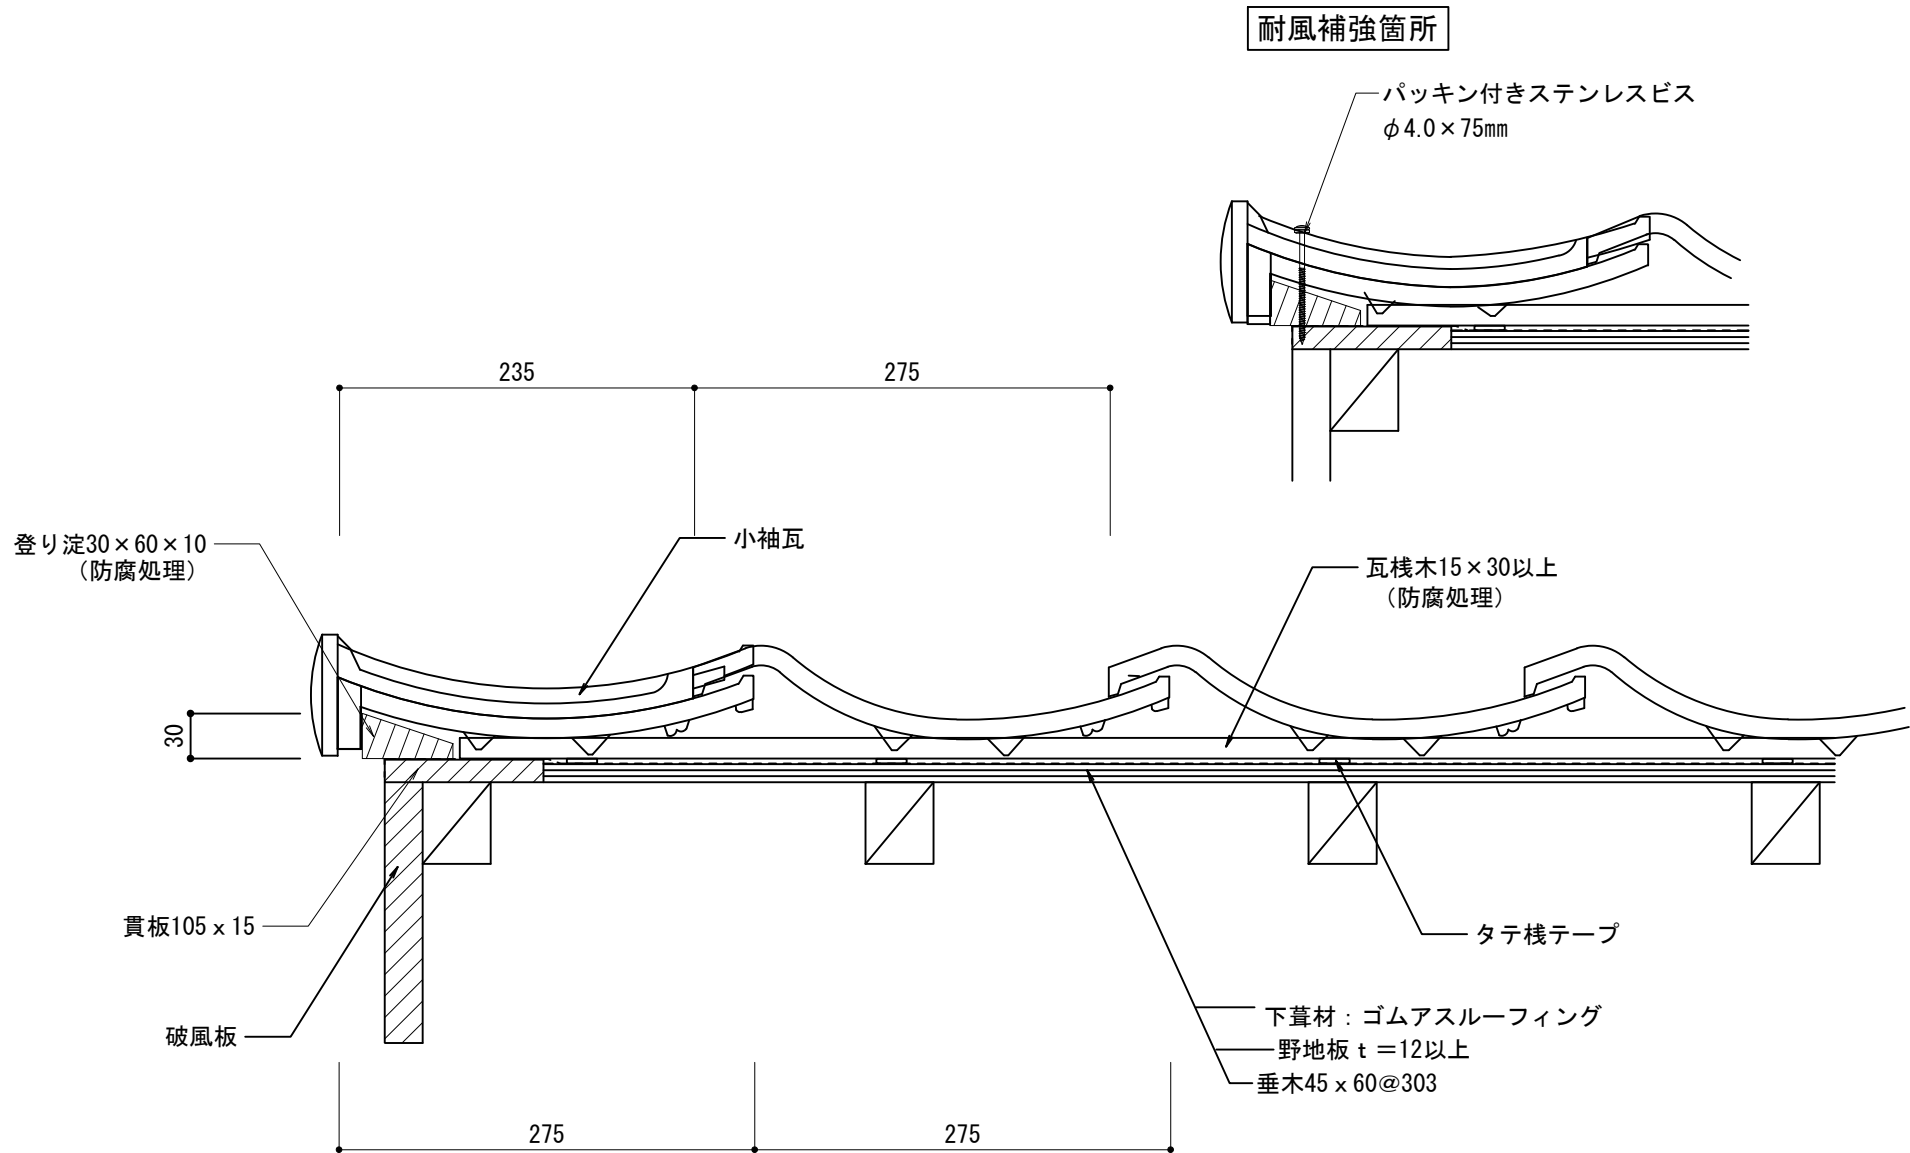 耐風補強箇所
パッキン付きステンレスビス
φ4.0×75mm
235
275
登り淀30×60×10
(防腐処理)
小袖瓦
瓦桟木15×30以上
(防腐処理)
30
貫板105x15
タテ桟テープ
破風板
下葺材：ゴムアスルーフィング
野地板 t＝12以上
垂木45x60@303
275
275